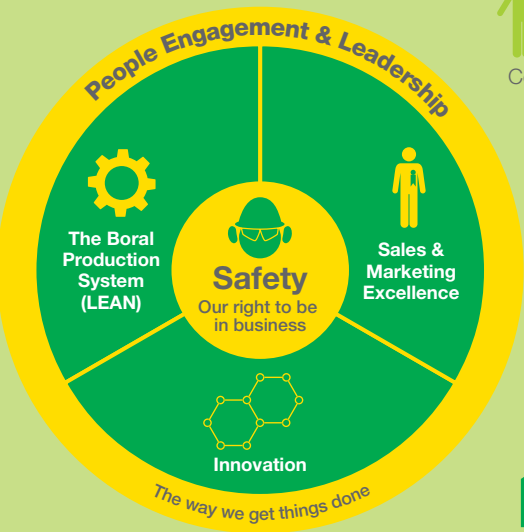 People Engagement & Leadership
The Boral
Production
System
(LEAN)
Safety
Our right to be
in business
Sales &
Marketing
Excellence
Innovation
The way we get things done